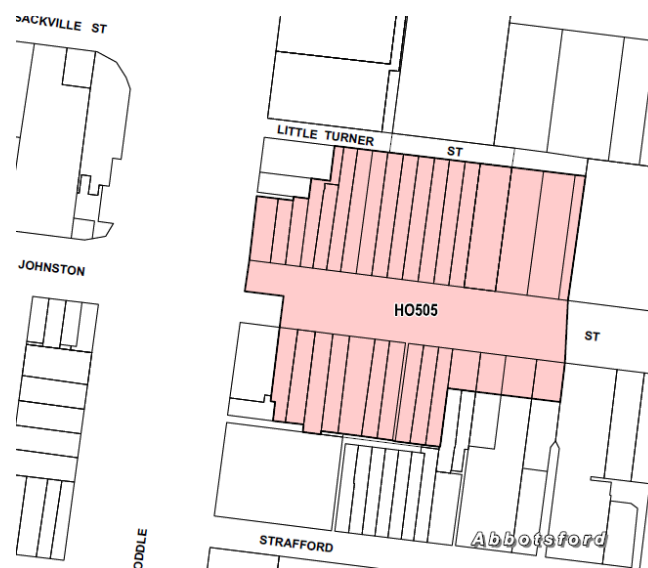 SACKVILLE ST
LITTLE TURNER ST
JOHNSTON
HO505
ST
ODDLE
Abbotsford
STRAFFORD